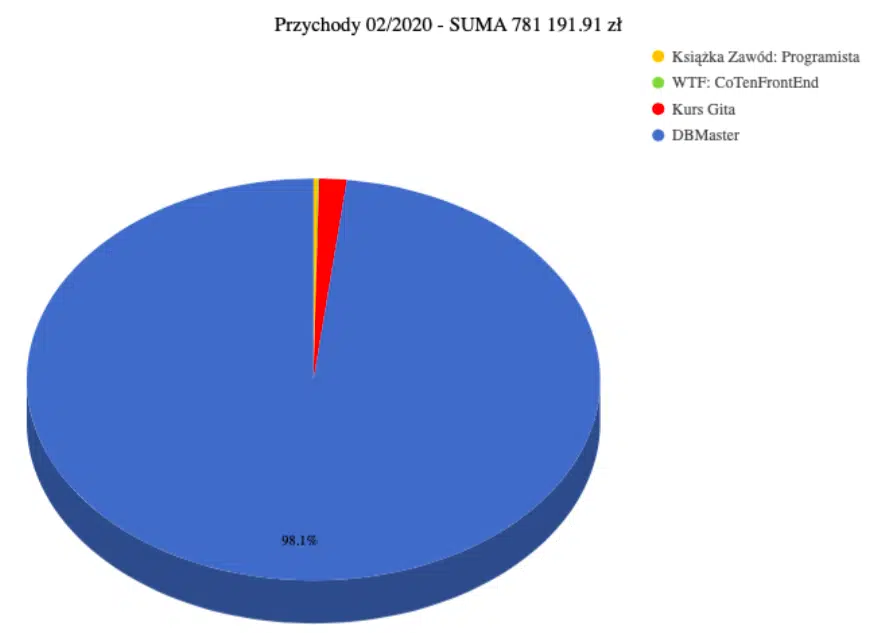 Przychody 02/2020 - SUMA 781 191.91 zł
Książka Zawód: Programista
WTF: CoTenFrontEnd
Kurs Gita
DBMaster
98.1%